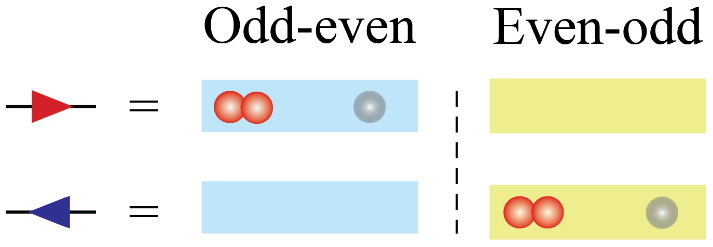 Odd-even Even-odd
=
=